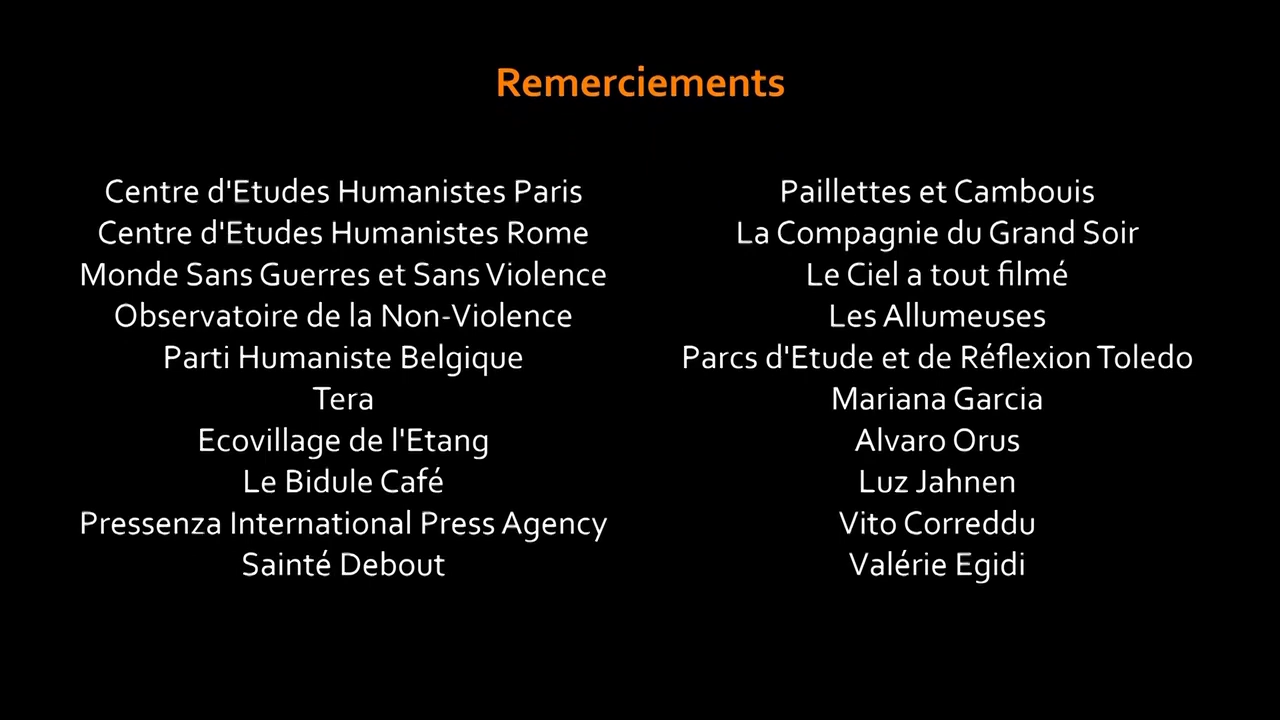 Remerciements
Centre d'Etudes Humanistes Paris
Centre d'Etudes Humanistes Rome
Monde Sans Guerres et Sans Violence
Observatoire de la Non-Violence
Parti Humaniste Belgique
Tera
Ecovillage de l'Etang
Le Bidule Café
Pressenza International Press Agency
Sainté Debout
Paillettes et Cambouis
La Compagnie du Grand Soir
Le Ciel a tout filmé
Les Allumeuses
Parcs d'Etude et de Réflexion Toledo
Mariana Garcia
Alvaro Orus
Luz Jahnen
Vito Correddu
Valérie Egidi